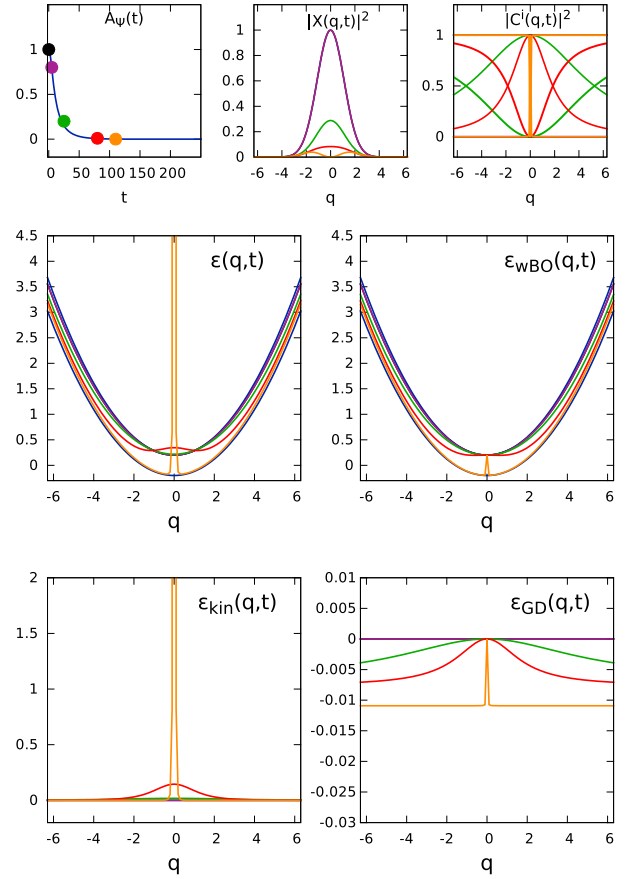 A_Ψ(t) |X(q,t)|² |Cⁱ(q,t)|²
1 1 1
0.8
0.5 0.6 0.5
0.4
0.2
0 0 0
0 50 100 150 200 -6 -4 -2 0 2 4 6 -6 -4 -2 0 2 4 6
t q q
4.5 ε(q,t) 4.5 ε_wBO(q,t)
4 4
3.5 3.5
3 3
2.5 2.5
2 2
1.5 1.5
1 1
0.5 0.5
0 0
-6 -4 -2 0 2 4 6 -6 -4 -2 0 2 4 6
q q
2 ε_kin(q,t) 0.01 ε_GD(q,t)
0.005
1.5 0
-0.005
1 -0.01
-0.015
0.5 -0.02
-0.025
0 -0.03
-6 -4 -2 0 2 4 6 -6 -4 -2 0 2 4 6
q q